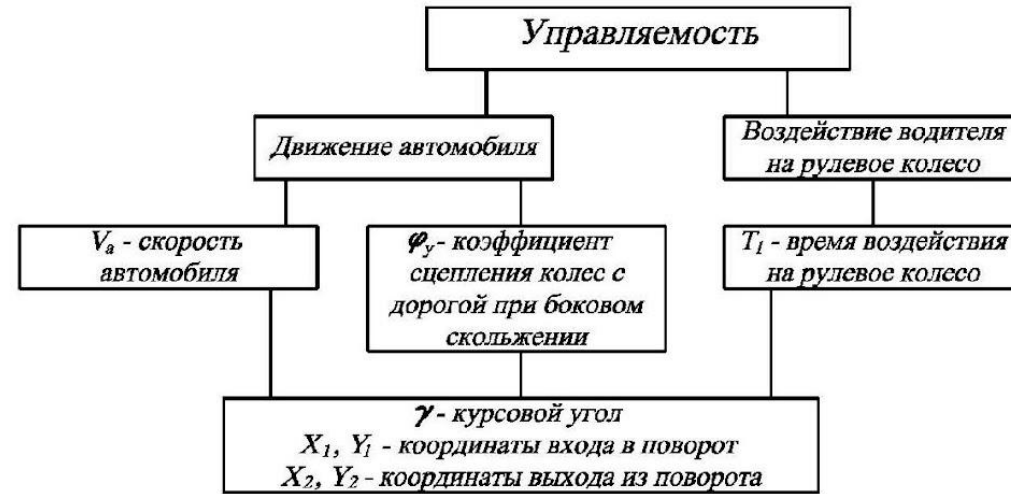 Управляемость
Движение автомобиля
Воздействие водителя
на рулевое колесо
Vₐ - скорость
автомобиля
φᵧ - коэффициент
сцепления колес с
дорогой при боковом
скольжении
T₁ - время воздействия
на рулевое колесо
γ - курсовой угол
X₁, Y₁ - координаты входа в поворот
X₂, Y₂ - координаты выхода из поворота